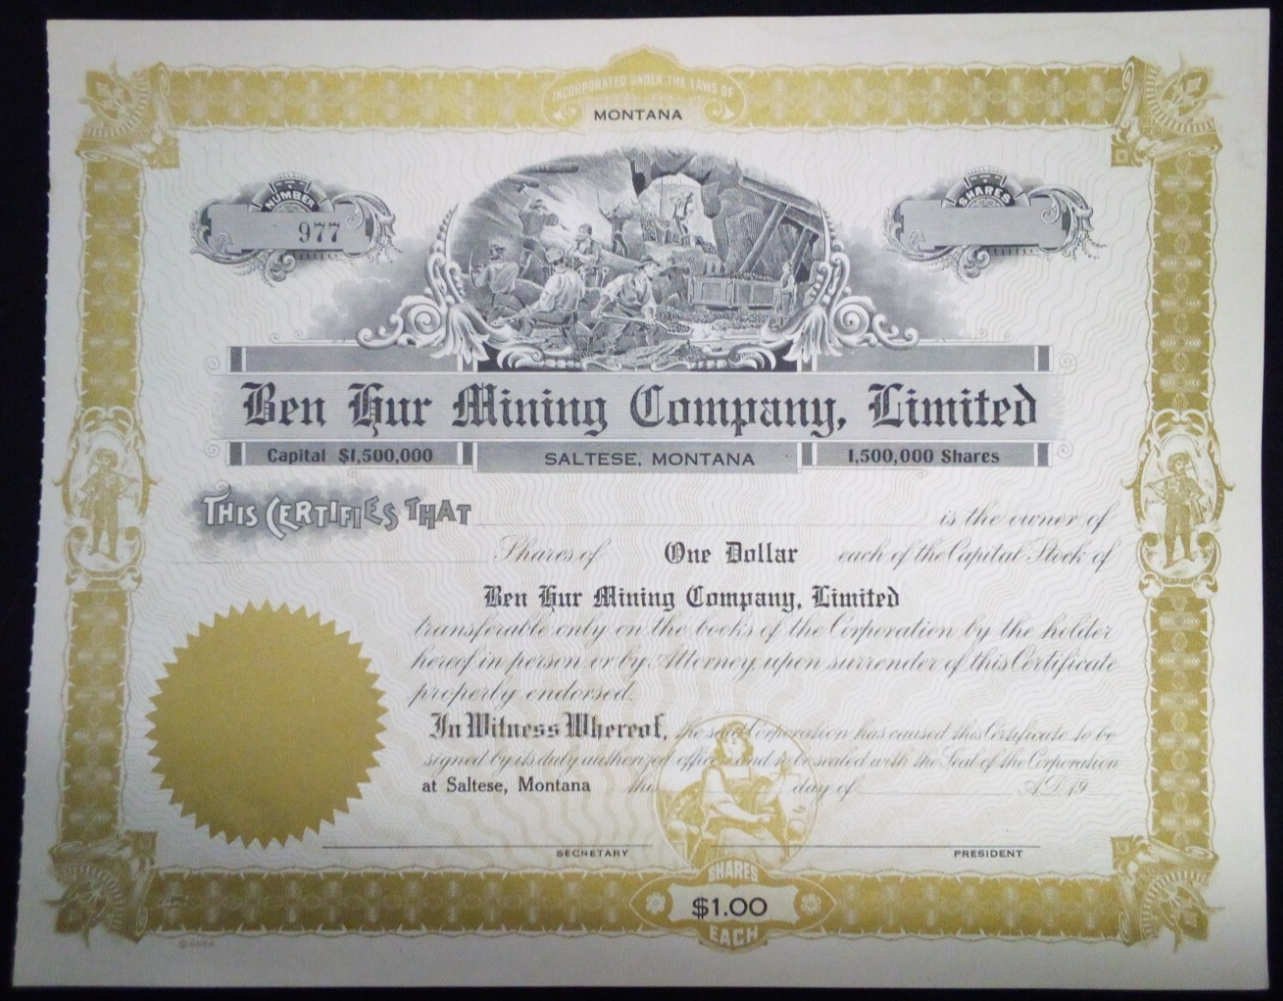 INCORPORATED UNDER THE LAWS OF
MONTANA
NUMBER
977
SHARES
Ben Hur Mining Company, Limited
Capital $1,500,000
SALTESE, MONTANA
1,500,000 Shares
THIS CERTIFIES THAT is the owner of
Shares of One Dollar each of the Capital Stock of
Ben Hur Mining Company, Limited
transferable only on the books of the Corporation by the holder
hereof in person or by Attorney upon surrender of this Certificate
properly endorsed.
In Witness Whereof, the said Corporation has caused this Certificate to be
signed by its duly authorized officers and to be sealed with the Seal of the Corporation
at Saltese, Montana this day of A.D. 19
SECRETARY
PRESIDENT
SHARES
$1.00
EACH